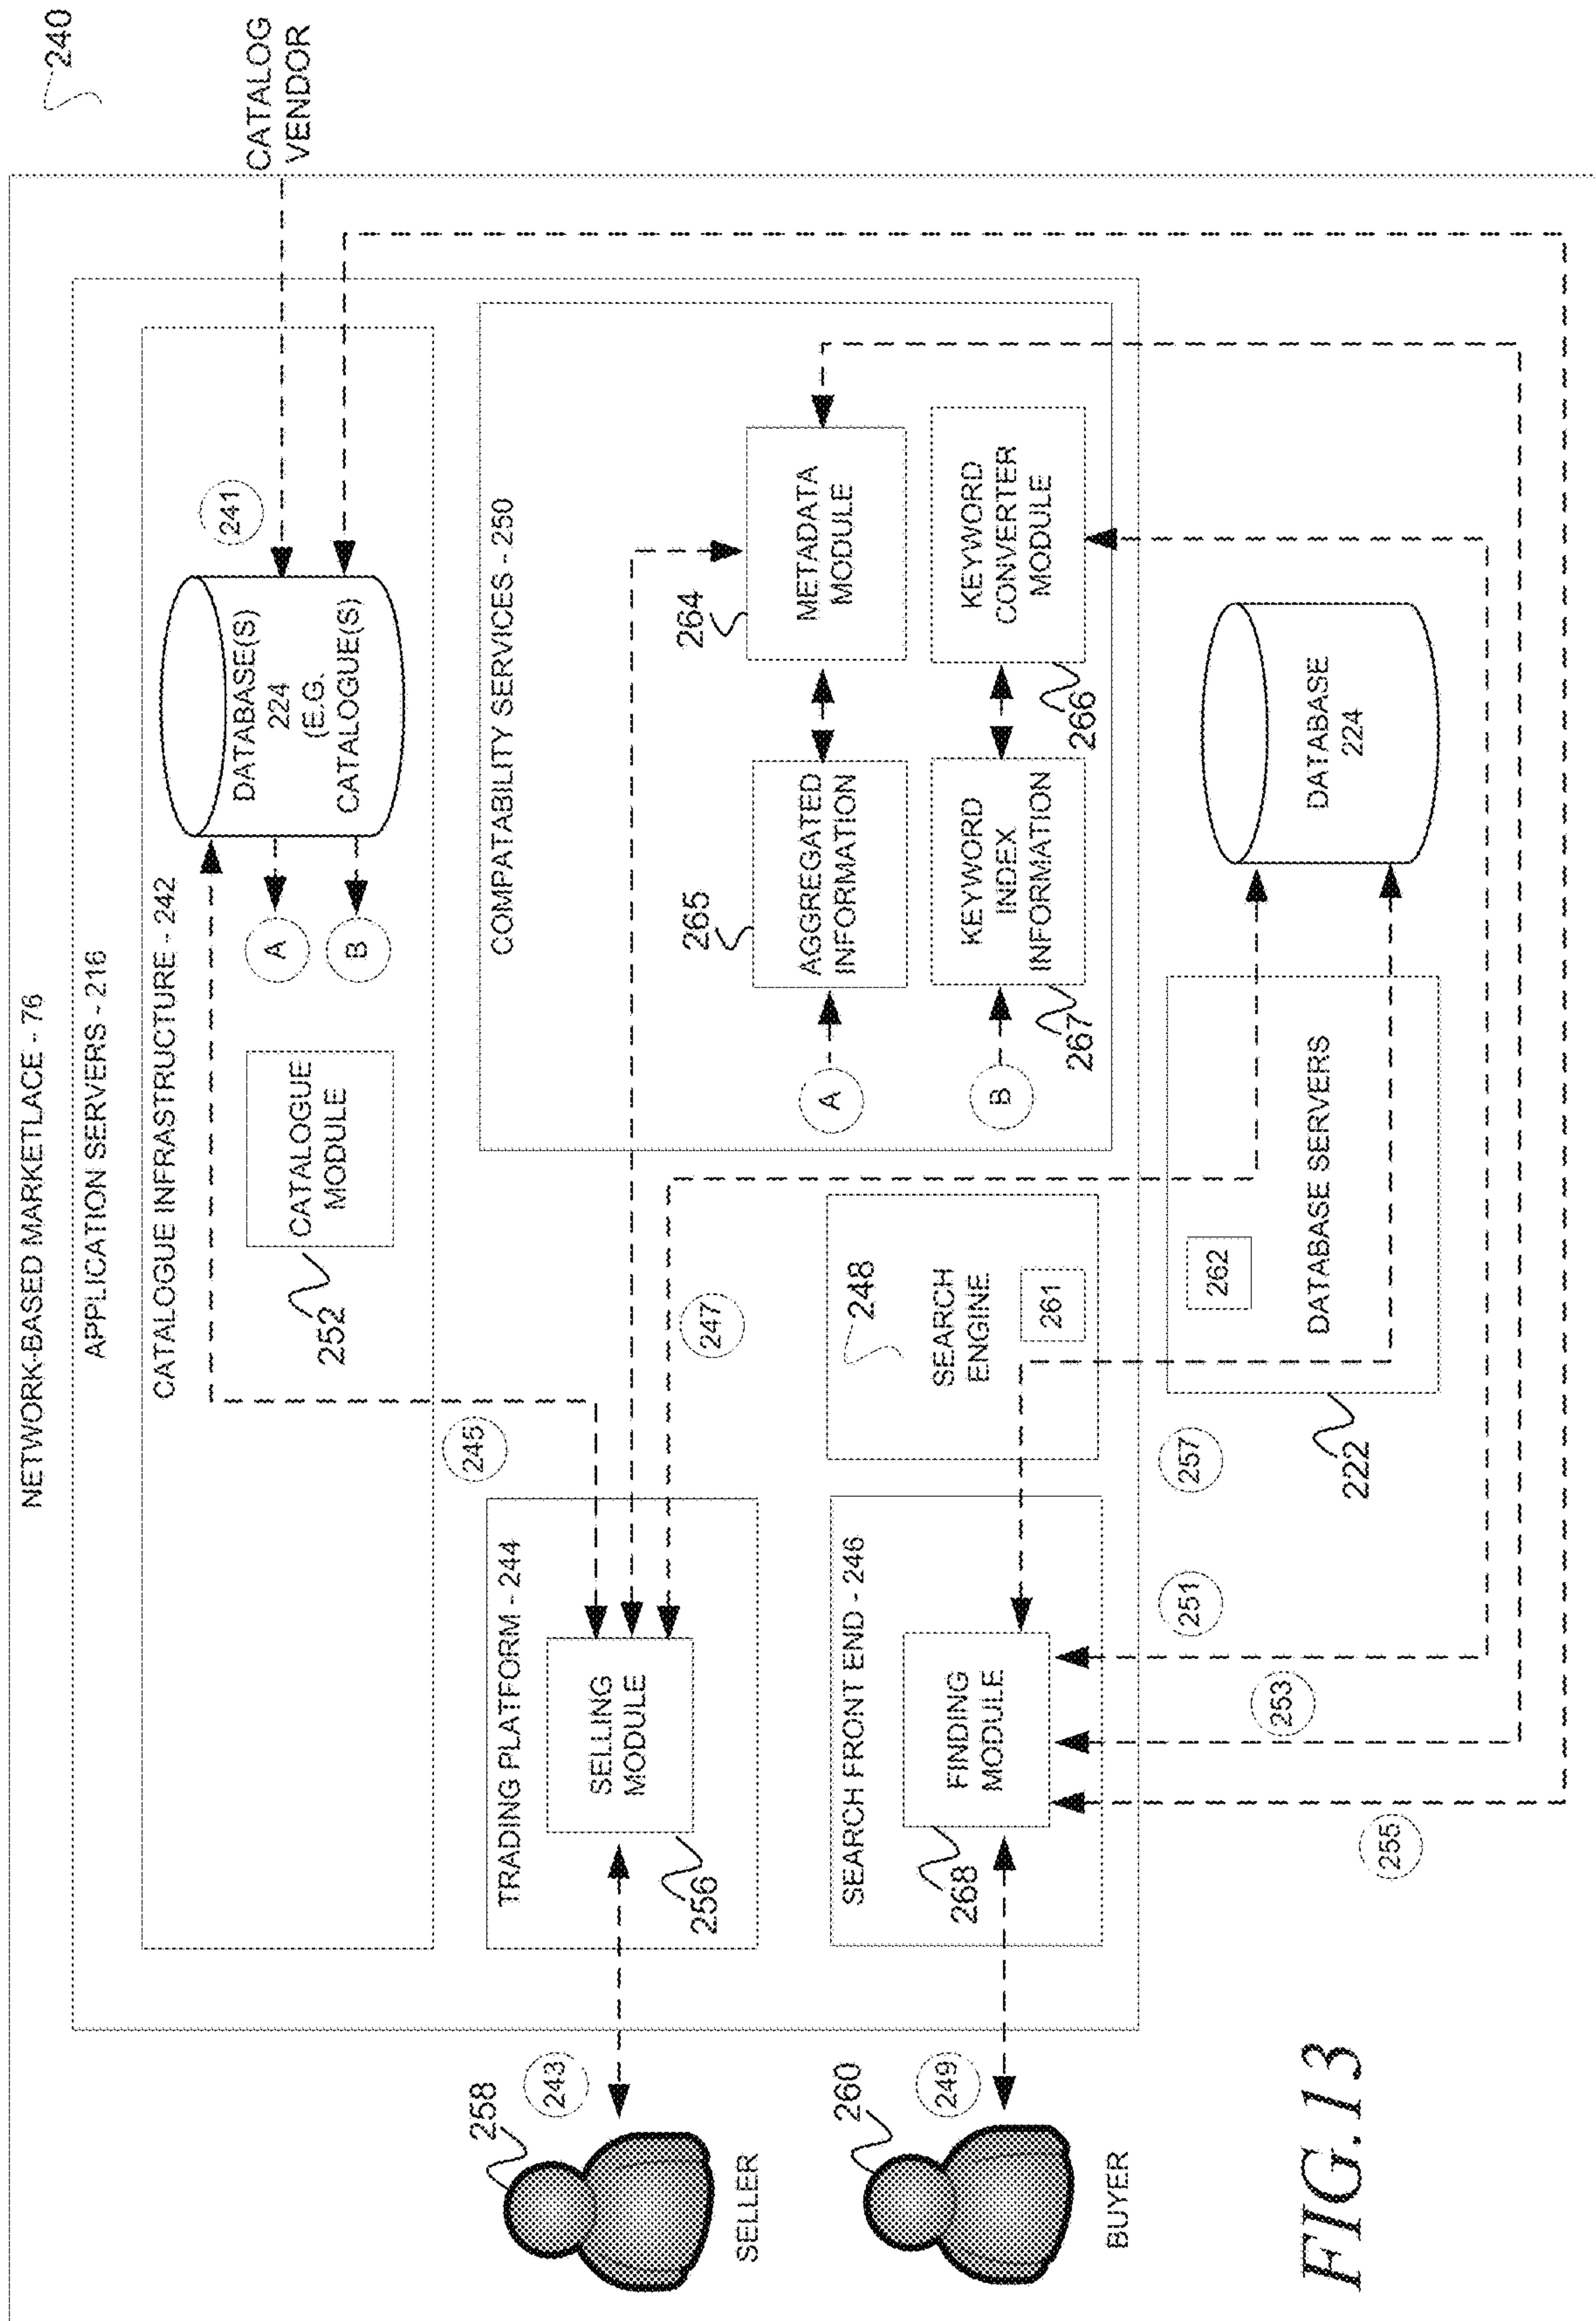 240
NETWORK-BASED MARKETLACE - 76
CATALOG
VENDOR
APPLICATION SERVERS - 216
CATALOGUE INFRASTRUCTURE - 242
241
DATABASE(S)
224
(E.G.
CATALOGUE(S)
A
B
CATALOGUE
MODULE
252
245
TRADING PLATFORM - 244
SELLING
MODULE
256
258
243
SELLER
247
COMPATABILITY SERVICES - 250
264
METADATA
MODULE
265
AGGREGATED
INFORMATION
A
KEYWORD
CONVERTER
MODULE
266
KEYWORD
INDEX
INFORMATION
267
B
248
SEARCH
ENGINE
261
SEARCH FRONT END - 246
FINDING
MODULE
268
260
249
BUYER
262
DATABASE SERVERS
222
DATABASE
224
257
251
253
255
FIG. 13